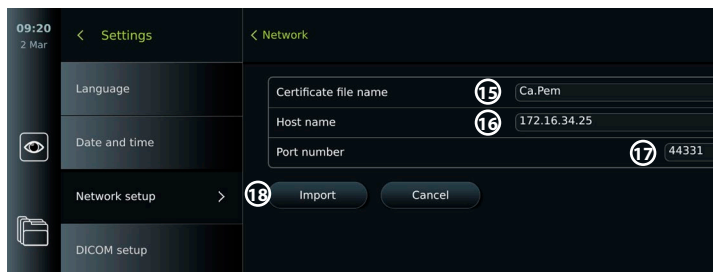 09:20
2 Mar
< Settings
< Network
Language
Date and time
Network setup >
DICOM setup
Certificate file name 15 Ca.Pem
Host name 16 172.16.34.25
Port number 17 44331
18 Import Cancel